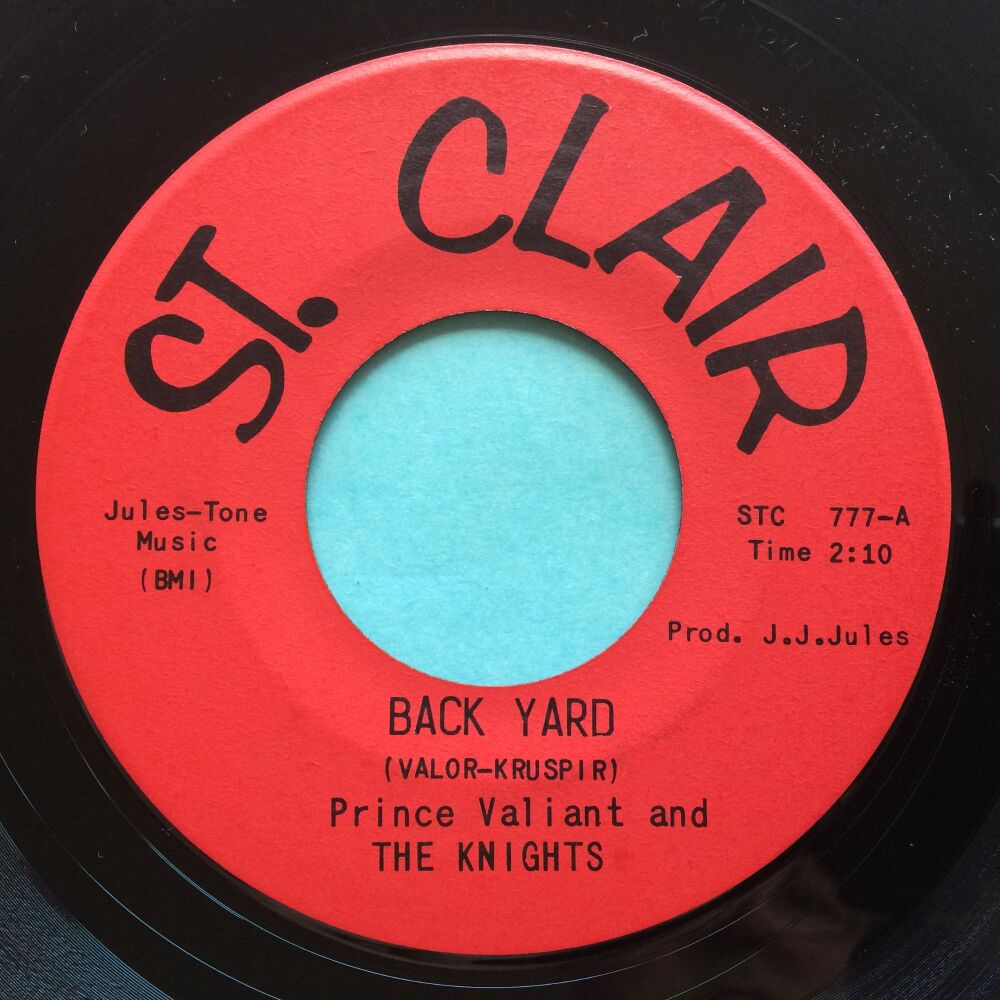 ST. CLAIR
Jules-Tone
Music
(BMI)
STC 777-A
Time 2:10
Prod. J.J.Jules
BACK YARD
(VALOR-KRUSPIR)
Prince Valiant and
THE KNIGHTS